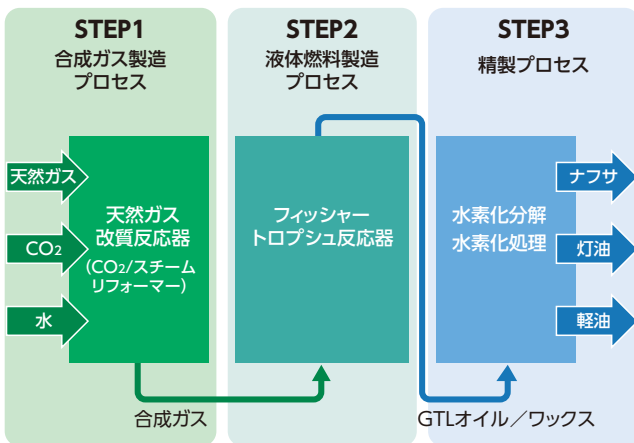 STEP1
合成ガス製造
プロセス
天然ガス
CO₂
水
天然ガス
改質反応器
(CO₂/スチーム
リフォーマー)
合成ガス
STEP2
液体燃料製造
プロセス
フィッシャー
トロプシュ反応器
STEP3
精製プロセス
水素化分解
水素化処理
ナフサ
灯油
軽油
GTLオイル/ワックス